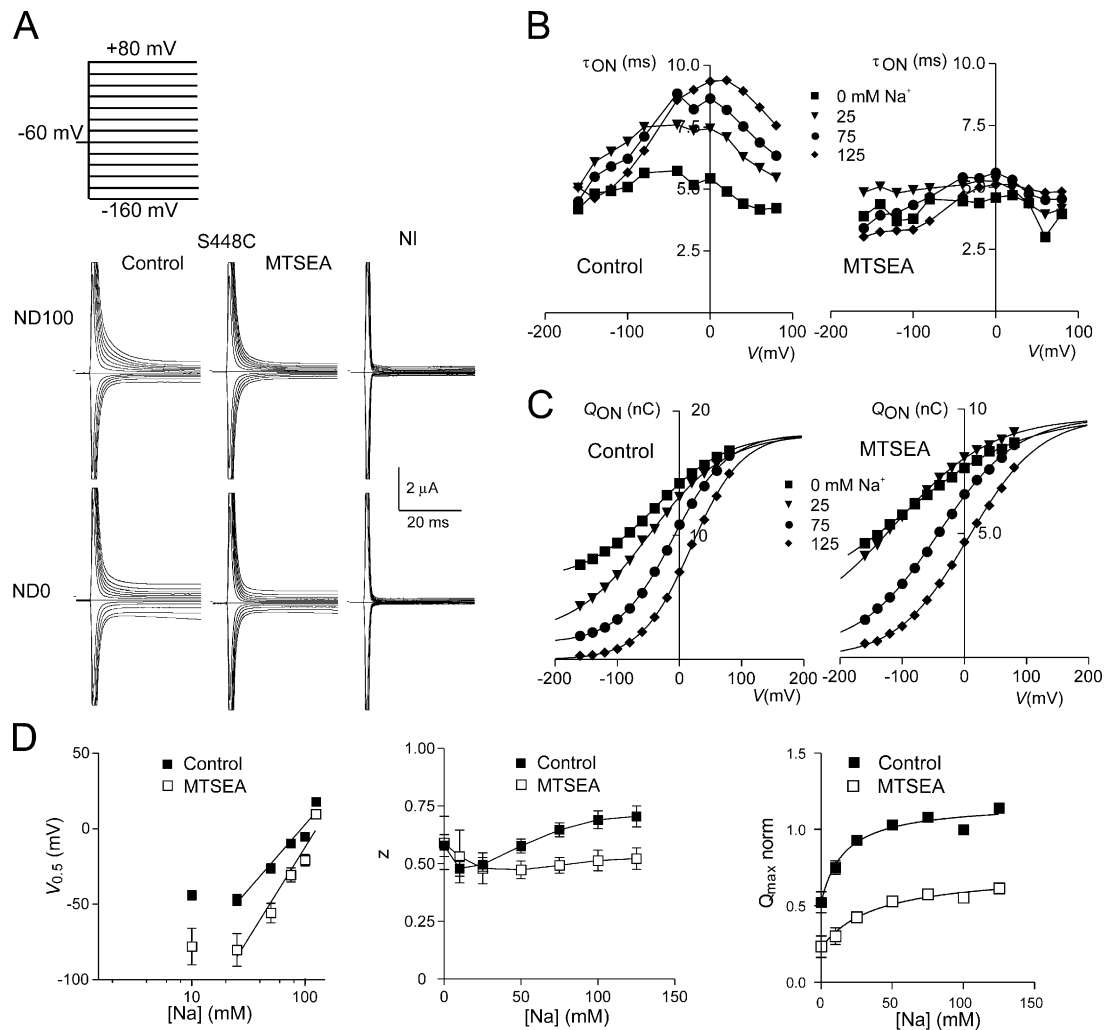 A
+80 mV
-60 mV
-160 mV
S448C
Control
MTSEA
NI
ND100
ND0
2 μA
20 ms
B
τON (ms)
10.0
7.5
5.0
2.5
Control
-200
-100
0
100
V(mV)
0 mM Na+
25
75
125
τON (ms)
10.0
7.5
5.0
2.5
MTSEA
-200
-100
0
100
V(mV)
C
QON (nC)
20
10
Control
-200
-100
0
100
200
V(mV)
0 mM Na+
25
75
125
QON (nC)
10
5.0
MTSEA
-200
-100
0
100
200
V(mV)
D
50
0
-50
-100
V0.5 (mV)
Control
MTSEA
10
100
[Na] (mM)
1.00
0.75
0.50
0.25
0
z
Control
MTSEA
0
50
100
150
[Na] (mM)
1.5
1.0
0.5
0.0
Qmax norm
Control
MTSEA
0
50
100
150
[Na] (mM)